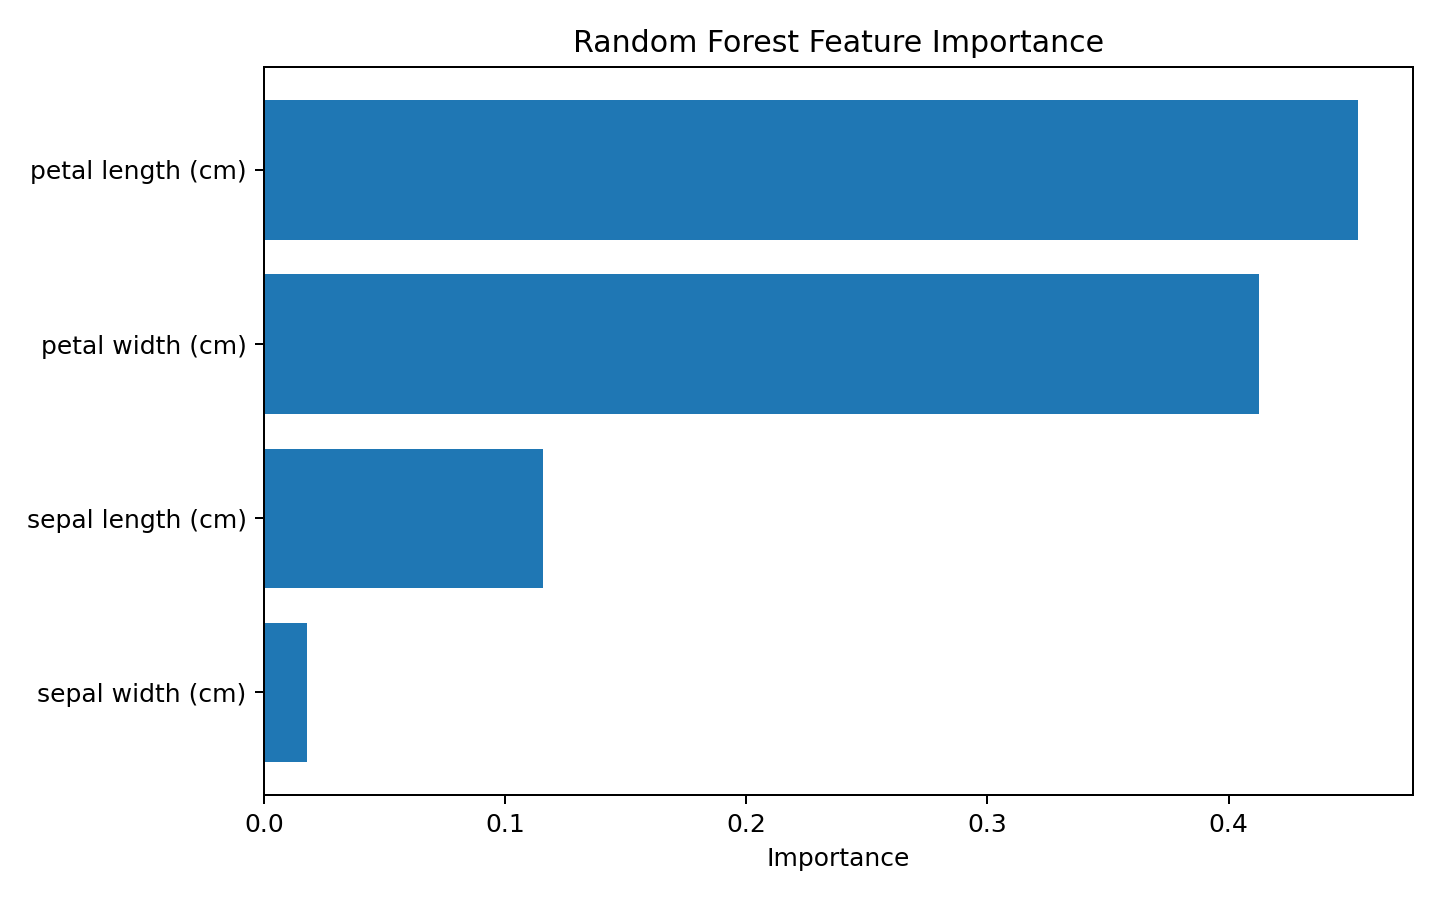 Random Forest Feature Importance
petal length (cm)
petal width (cm)
sepal length (cm)
sepal width (cm)
0.0 0.1 0.2 0.3 0.4
Importance